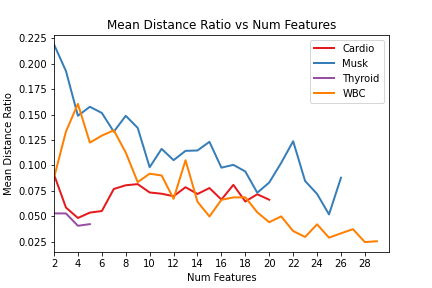 Mean Distance Ratio vs Num Features
Mean Distance Ratio
0.225
0.200
0.175
0.150
0.125
0.100
0.075
0.050
0.025
Cardio
Musk
Thyroid
WBC
2 4 6 8 10 12 14 16 18 20 22 24 26 28
Num Features